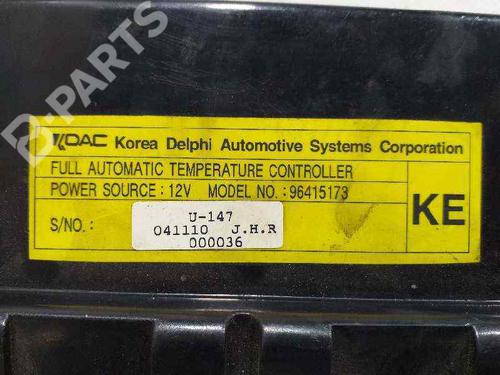 B-PARTS
KDAC Korea Delphi Automotive Systems Corporation
FULL AUTOMATIC TEMPERATURE CONTROLLER
POWER SOURCE : 12V MODEL NO. : 96415173
KE
S/NO. :
U-147
041110 J.H.R
000036